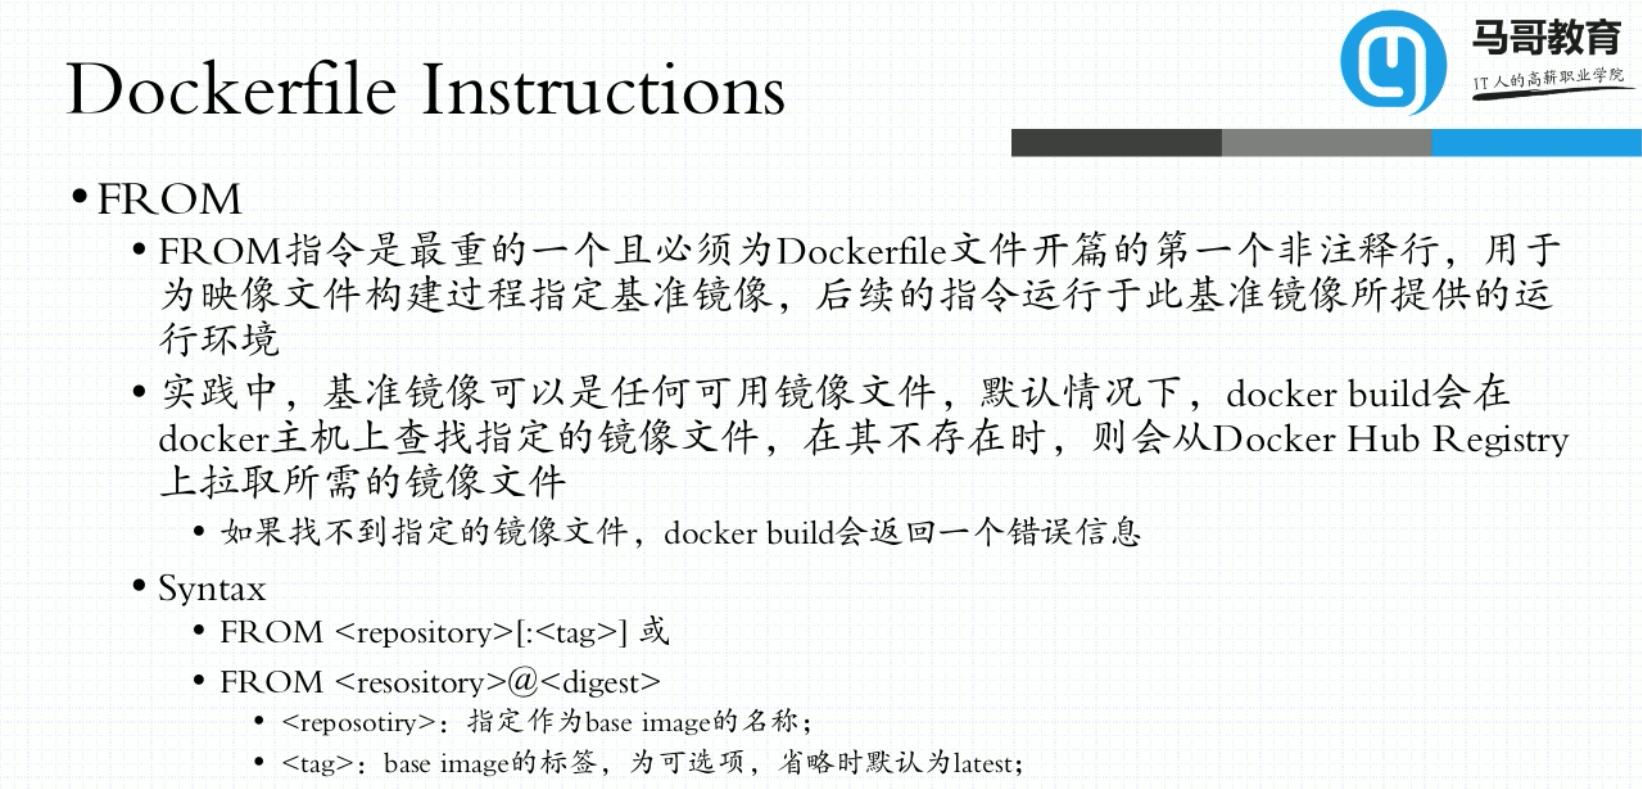 马哥教育
IT人的高薪职业学院
Dockerfile Instructions
•FROM
• FROM指令是最重的一个且必须为Dockerfile文件开篇的第一个非注释行，用于
为映像文件构建过程指定基准镜像，后续的指令运行于此基准镜像所提供的运
行环境
• 实践中，基准镜像可以是任何可用镜像文件，默认情况下，docker build会在
docker主机上查找指定的镜像文件，在其不存在时，则会从Docker Hub Registry
上拉取所需的镜像文件
• 如果找不到指定的镜像文件，docker build会返回一个错误信息
• Syntax
• FROM <repository>[:<tag>] 或
• FROM <resository>@<digest>
• <reposotiry>：指定作为base image的名称；
• <tag>：base image的标签，为可选项，省略时默认为latest；